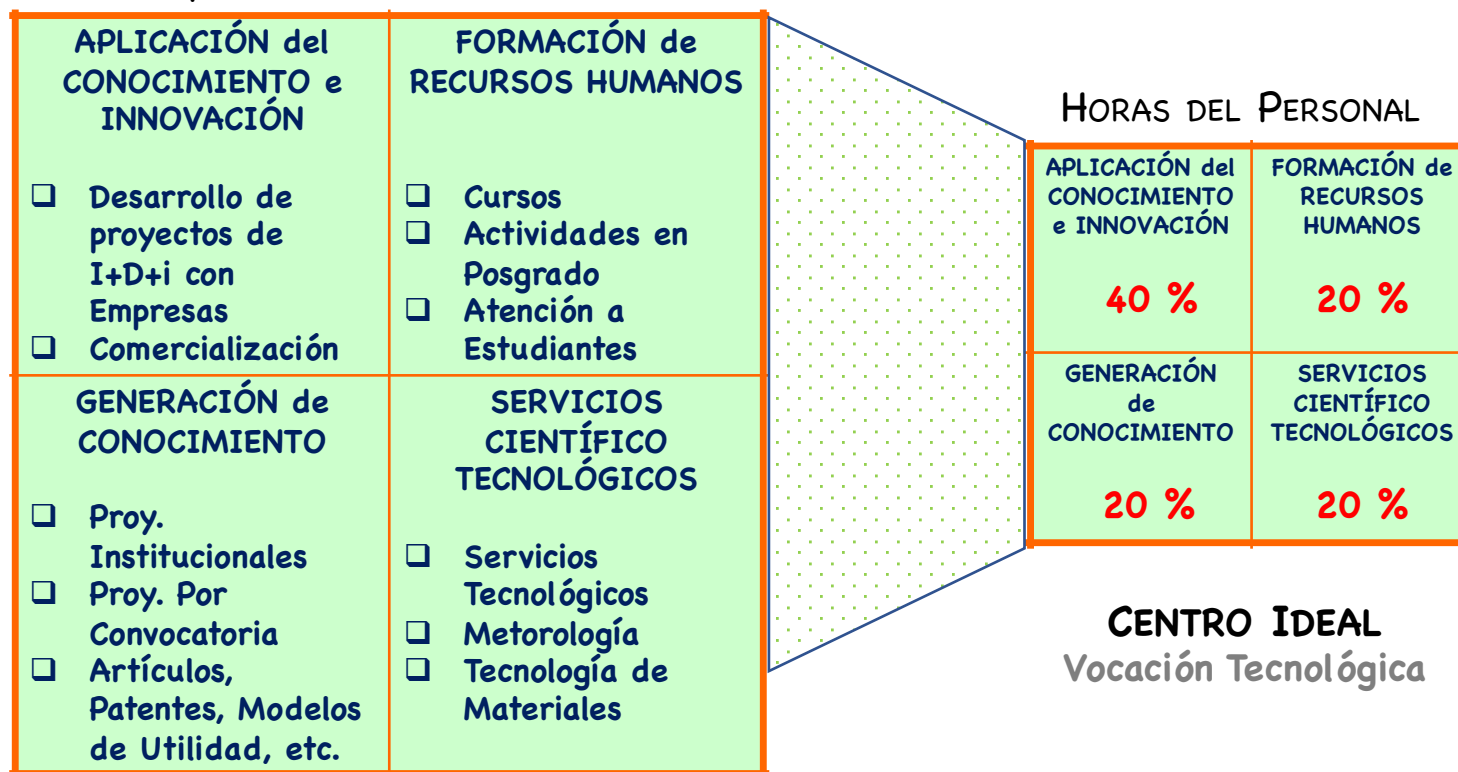 APLICACIÓN del
CONOCIMIENTO e
INNOVACIÓN
❑ Desarrollo de
proyectos de
I+D+i con
Empresas
❑ Comercialización
FORMACIÓN de
RECURSOS HUMANOS
❑ Cursos
❑ Actividades en
Posgrado
❑ Atención a
Estudiantes
GENERACIÓN de
CONOCIMIENTO
❑ Proy.
Institucionales
❑ Proy. Por
Convocatoria
❑ Artículos,
Patentes, Modelos
de Utilidad, etc.
SERVICIOS
CIENTÍFICO
TECNOLÓGICOS
❑ Servicios
Tecnológicos
❑ Metorología
❑ Tecnología de
Materiales
HORAS DEL PERSONAL
APLICACIÓN del
CONOCIMIENTO
e INNOVACIÓN
40 %
FORMACIÓN de
RECURSOS
HUMANOS
20 %
GENERACIÓN
de
CONOCIMIENTO
20 %
SERVICIOS
CIENTÍFICO
TECNOLÓGICOS
20 %
CENTRO IDEAL
Vocación Tecnológica